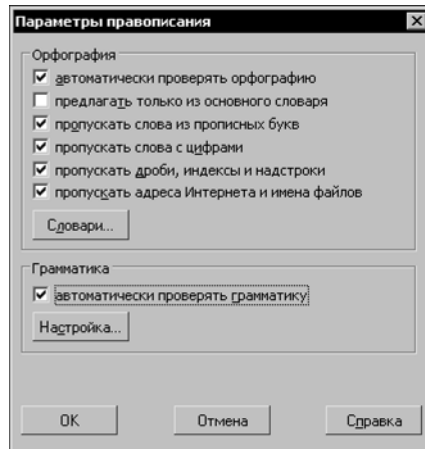 Параметры правописания
Орфография
автоматически проверять орфографию
предлагать только из основного словаря
пропускать слова из прописных букв
пропускать слова с цифрами
пропускать дроби, индексы и надстроки
пропускать адреса Интернета и имена файлов
Словари...
Грамматика
автоматически проверять грамматику
Настройка...
OK
Отмена
Справка